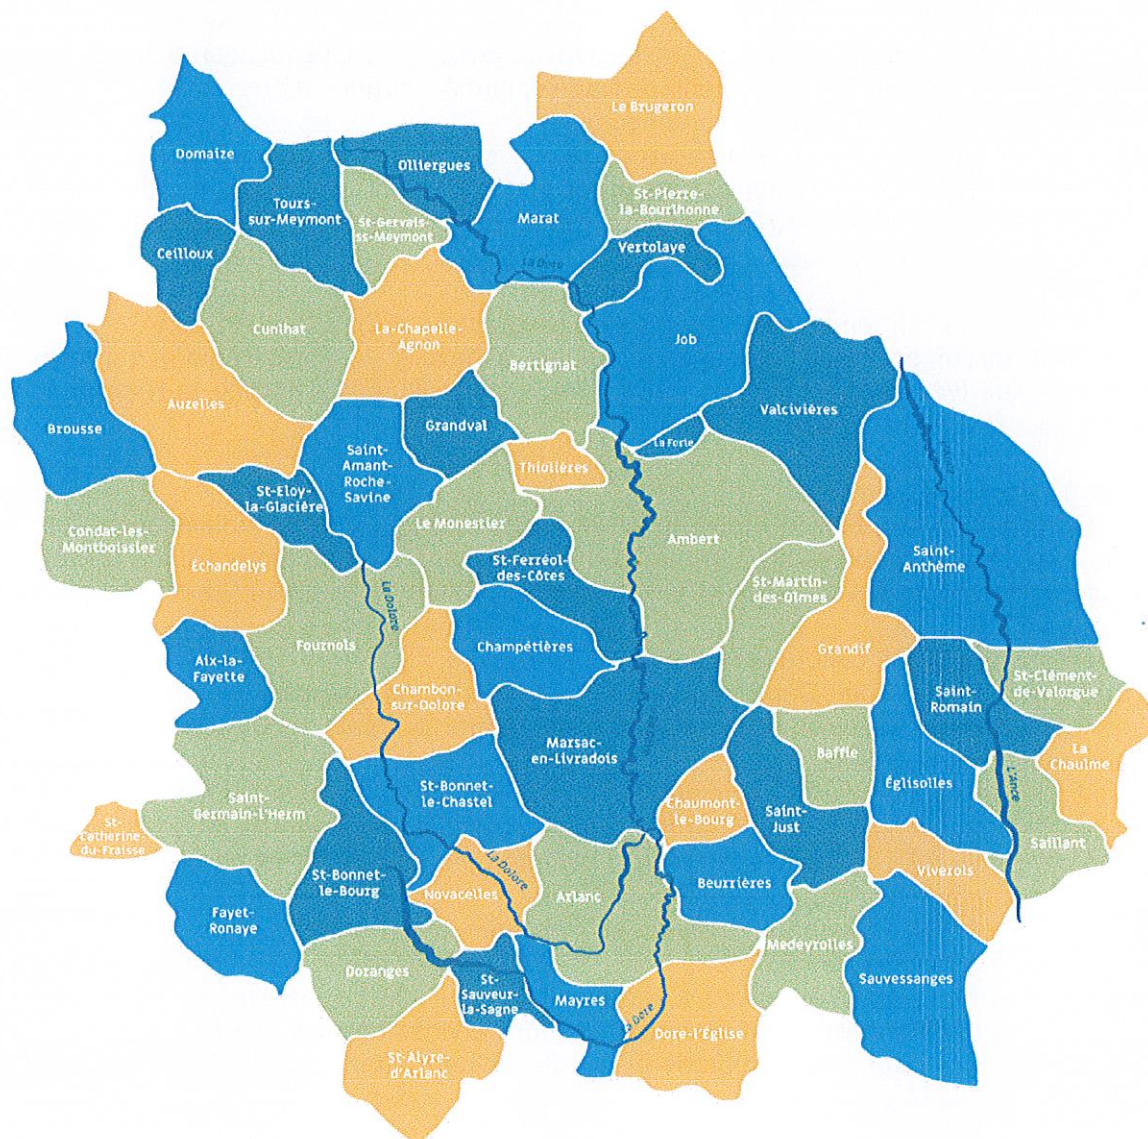 Le Brugeron
Domaize
Olliergues
St-Pierre-
la-Bourlhonne
Tours-
sur-Meymont
St-Gervais-
ss-Meymont
Marat
Ceilloux
Vertolaye
La Dore
Cunlhat
La-Chapelle-
Agnon
Job
Bertignat
Auzelles
Valcivières
Brousse
Grandval
La Forie
Saint-
Amant-
Roche-
Savine
Thiolières
St-Eloy-
la-Glacière
Condat-les-
Montboissier
Le Monestier
Ambert
Echandelys
St-Ferréol-
des-Côtes
Saint-
Anthème
St-Martin-
des-Olmes
La Dolore
Fournols
Champétières
Grandif
Aix-la-
Fayette
Chambon-
sur-Dolore
St-Clément-
de-Valorgue
Saint-
Romain
Marsac-
en-Livradois
Baffie
La
Chaulme
St-Bonnet-
le-Chastel
Églisolles
L'Ance
Saint-
Germain-l'Herm
Chaumont-
le-Bourg
Saint-
Just
St-
Catherine-
du-Fraisse
Saillant
St-Bonnet-
le-Bourg
La Dolore
Viverols
Novacelles
Arlanc
Beurrières
Fayet-
Ronaye
Medeyrolles
Doranges
Sauvessanges
St-
Sauveur-
la-Sagne
Mayres
La Dore
Dore-l'Église
St-Alyre-
d'Arlanc